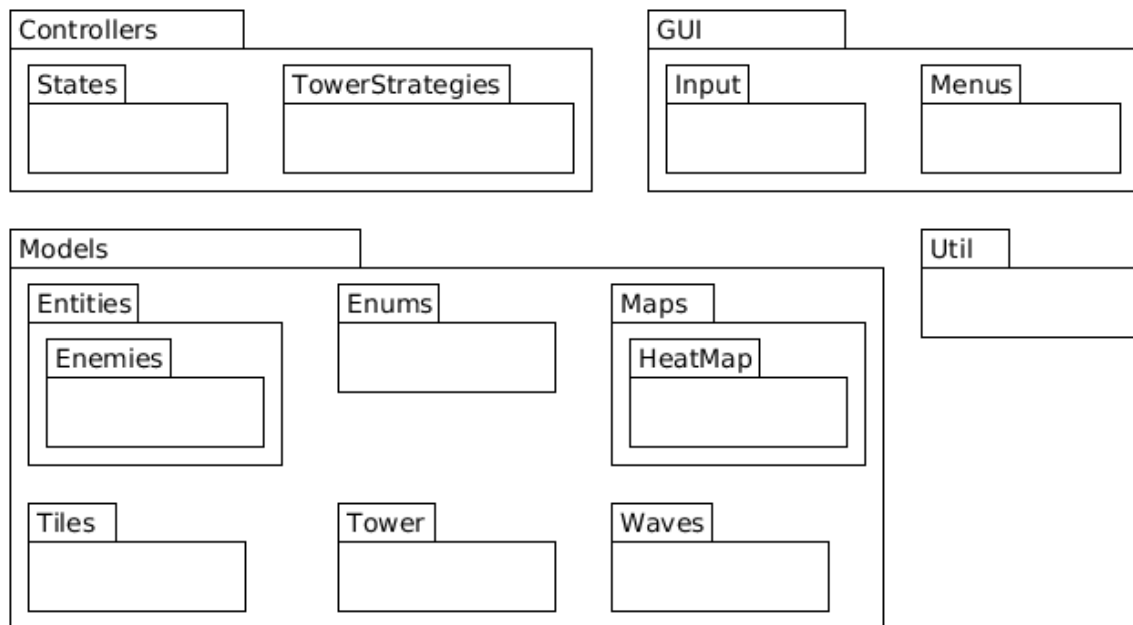 Controllers
States
TowerStrategies
GUI
Input
Menus
Models
Entities
Enemies
Enums
Maps
HeatMap
Tiles
Tower
Waves
Util